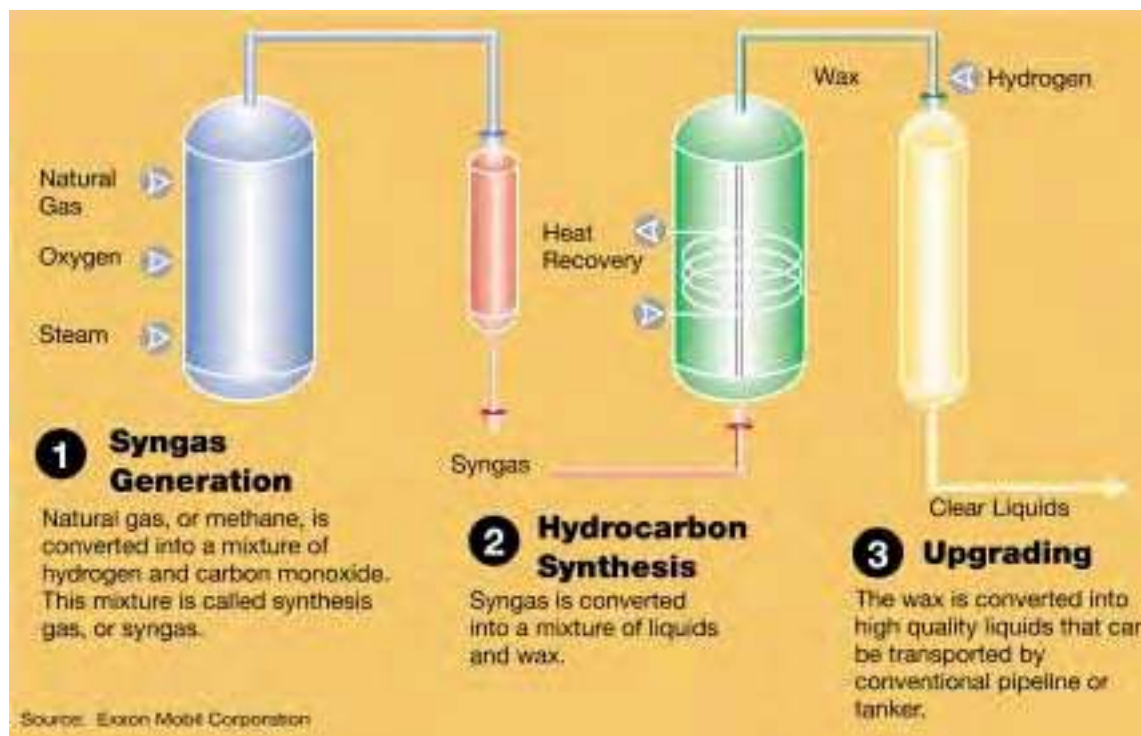 Wax
Hydrogen
Natural
Gas
Oxygen
Steam
Heat
Recovery
1 Syngas
Generation
Natural gas, or methane, is
converted into a mixture of
hydrogen and carbon monoxide.
This mixture is called synthesis
gas, or syngas.
Syngas
2 Hydrocarbon
Synthesis
Syngas is converted
into a mixture of liquids
and wax.
Clear Liquids
3 Upgrading
The wax is converted into
high quality liquids that can
be transported by
conventional pipeline or
tanker.
Source: Exxon Mobil Corporation